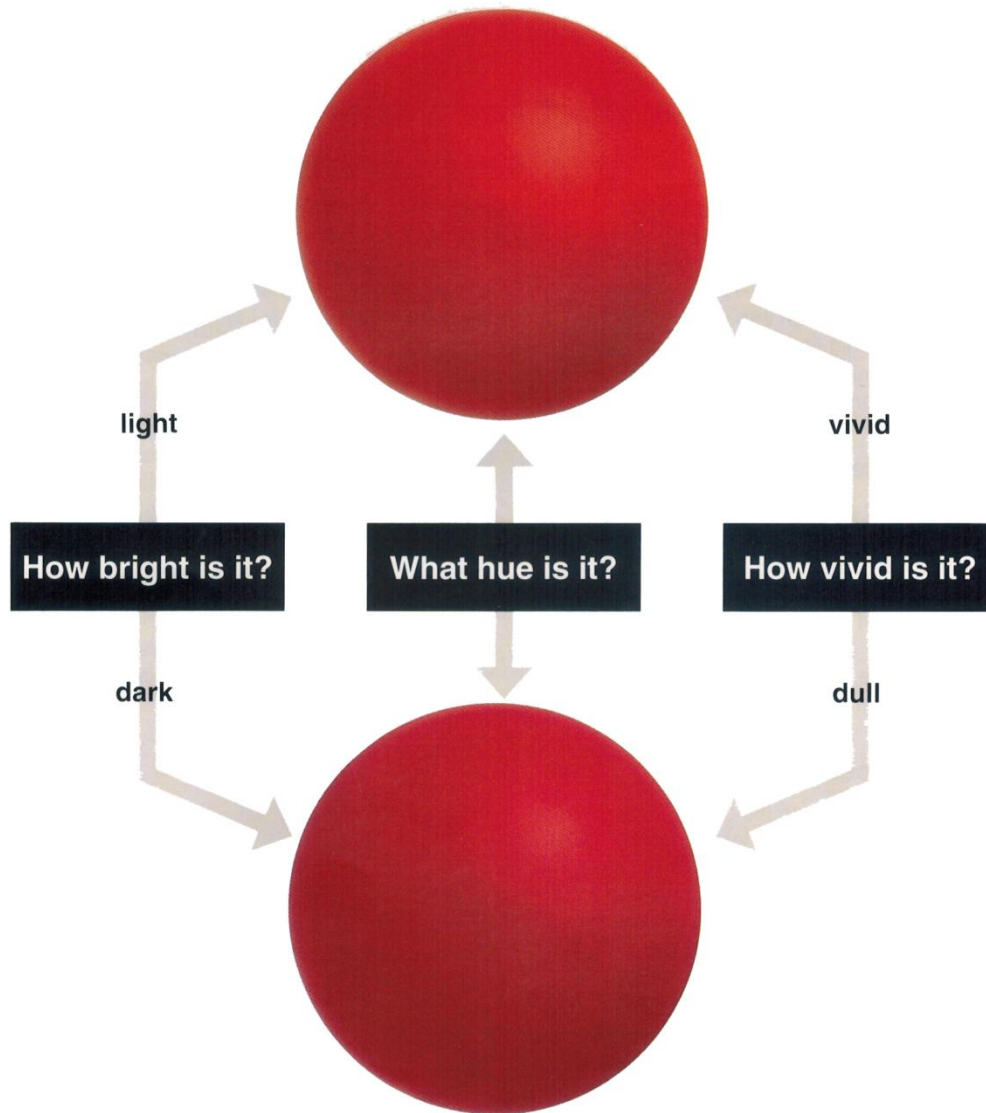 light
vivid
How bright is it?
What hue is it?
How vivid is it?
dark
dull